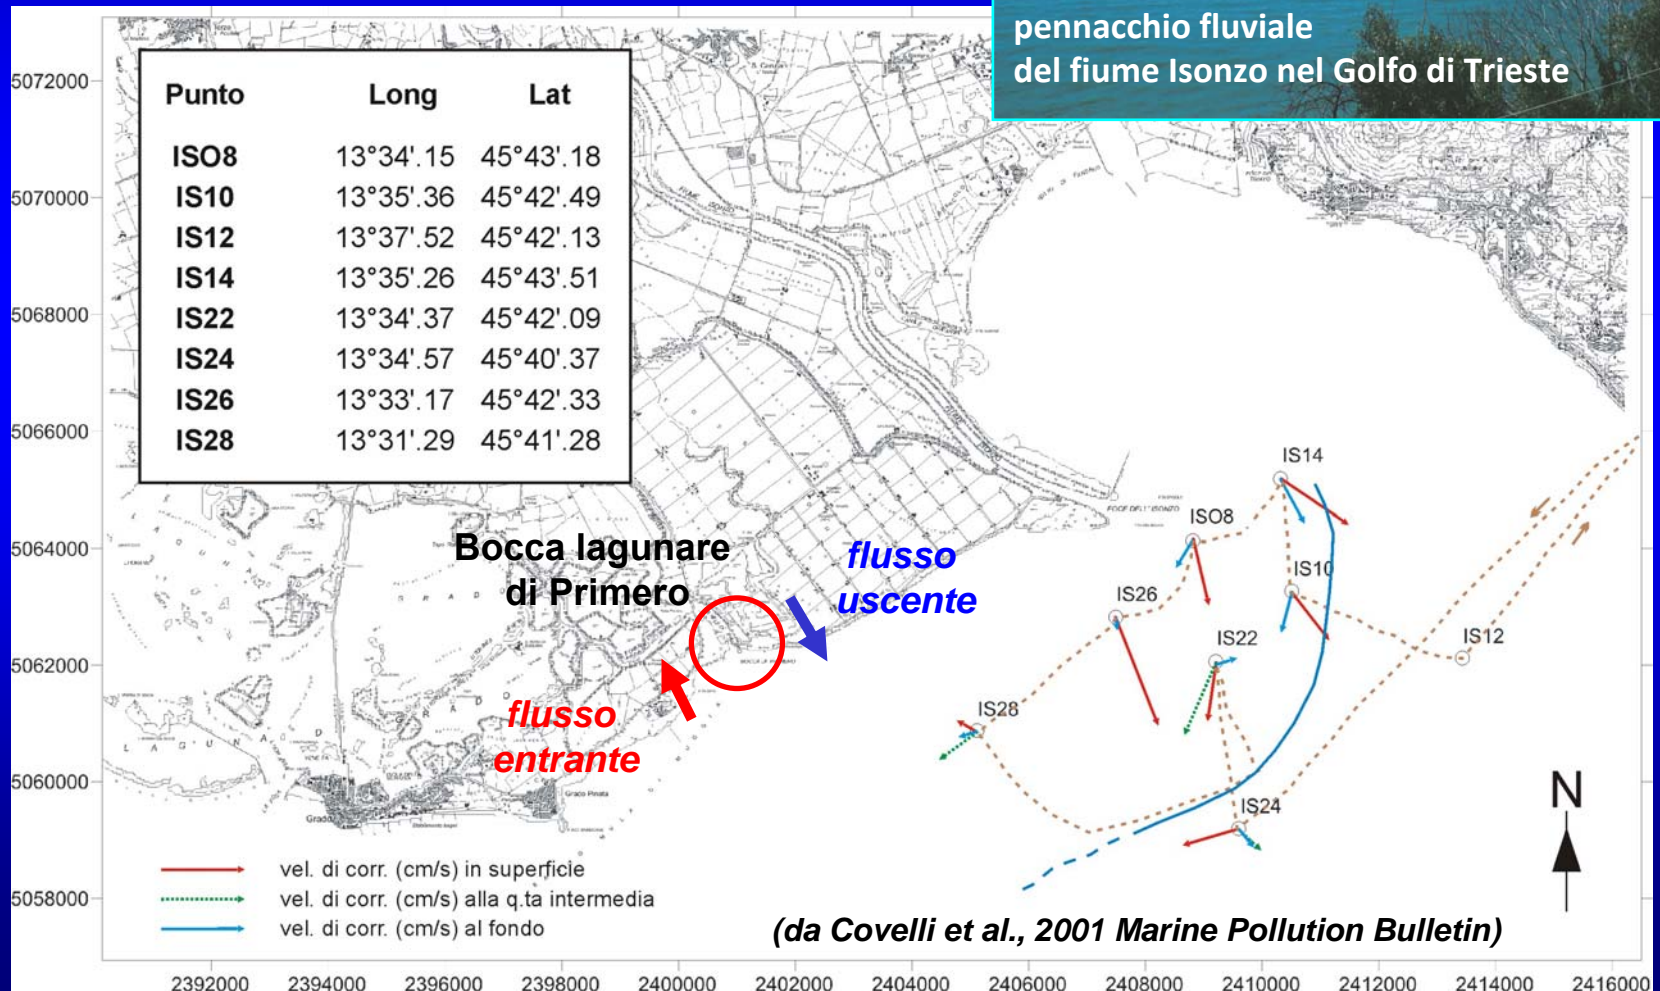 pennacchio fluviale
del fiume Isonzo nel Golfo di Trieste
Punto Long Lat
ISO8 13°34'.15 45°43'.18
IS10 13°35'.36 45°42'.49
IS12 13°37'.52 45°42'.13
IS14 13°35'.26 45°43'.51
IS22 13°34'.37 45°42'.09
IS24 13°34'.57 45°40'.37
IS26 13°33'.17 45°42'.33
IS28 13°31'.29 45°41'.28
5072000
5070000
5068000
5066000
5064000
5062000
5060000
5058000
IS14
ISO8
FOCE DELL'ISONZO
Bocca lagunare
di Primero
flusso
uscente
IS10
IS26
IS22
IS12
flusso
entrante
IS28
Grado Pineta
Grado
IS24
N
vel. di corr. (cm/s) in superficie
vel. di corr. (cm/s) alla q.ta intermedia
vel. di corr. (cm/s) al fondo
(da Covelli et al., 2001 Marine Pollution Bulletin)
2392000 2394000 2396000 2398000 2400000 2402000 2404000 2406000 2408000 2410000 2412000 2414000 2416000